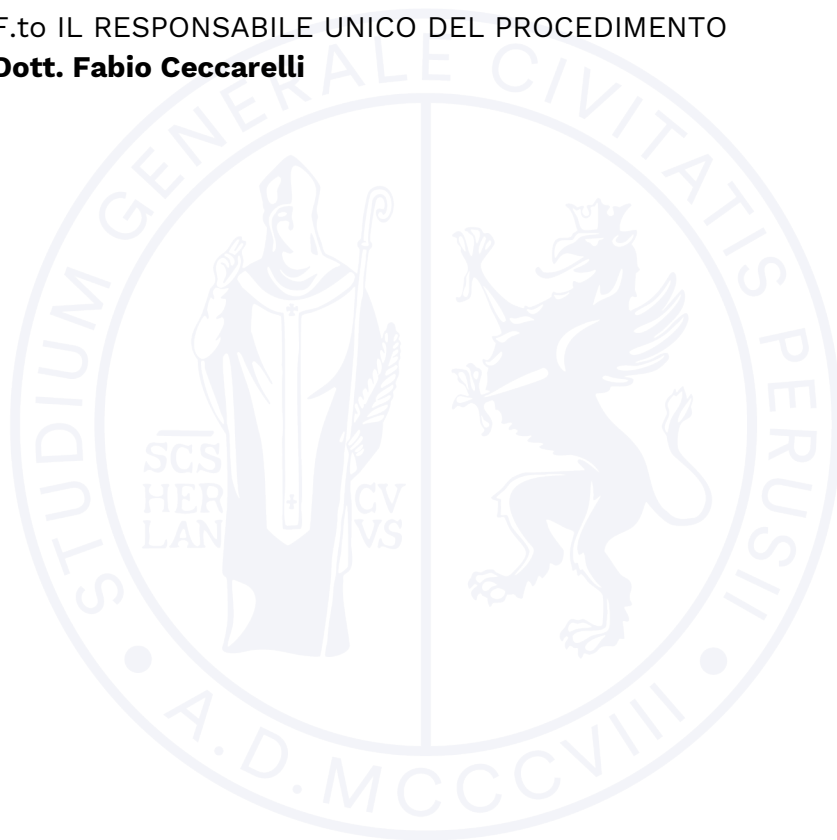 F.to IL RESPONSABILE UNICO DEL PROCEDIMENTO
Dott. Fabio Ceccarelli
STUDIUM GENERALE CIVITATIS PERUSII
SCS
HER CV
LAN VS
A.D. MCCCVIII